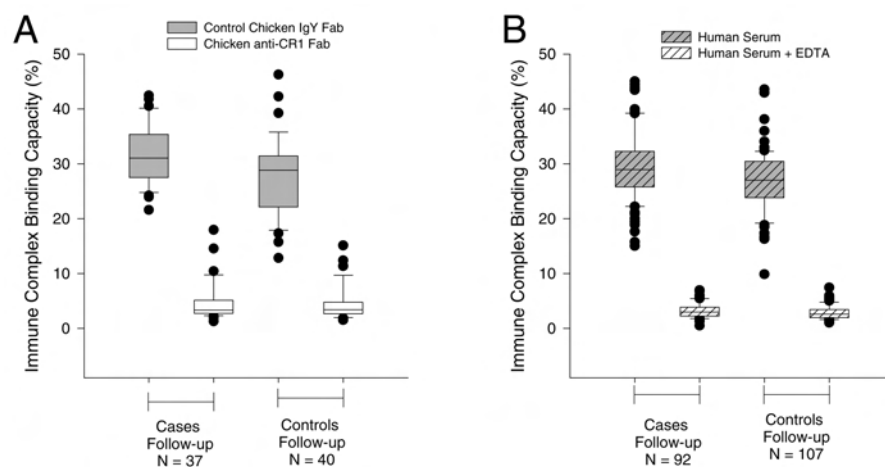 A
Control Chicken IgY Fab
Chicken anti-CR1 Fab
Immune Complex Binding Capacity (%)
50
40
30
20
10
0
Cases
Follow-up
N = 37
Controls
Follow-up
N = 40
B
Human Serum
Human Serum + EDTA
Immune Complex Binding Capacity (%)
50
40
30
20
10
0
Cases
Follow-up
N = 92
Controls
Follow-up
N = 107